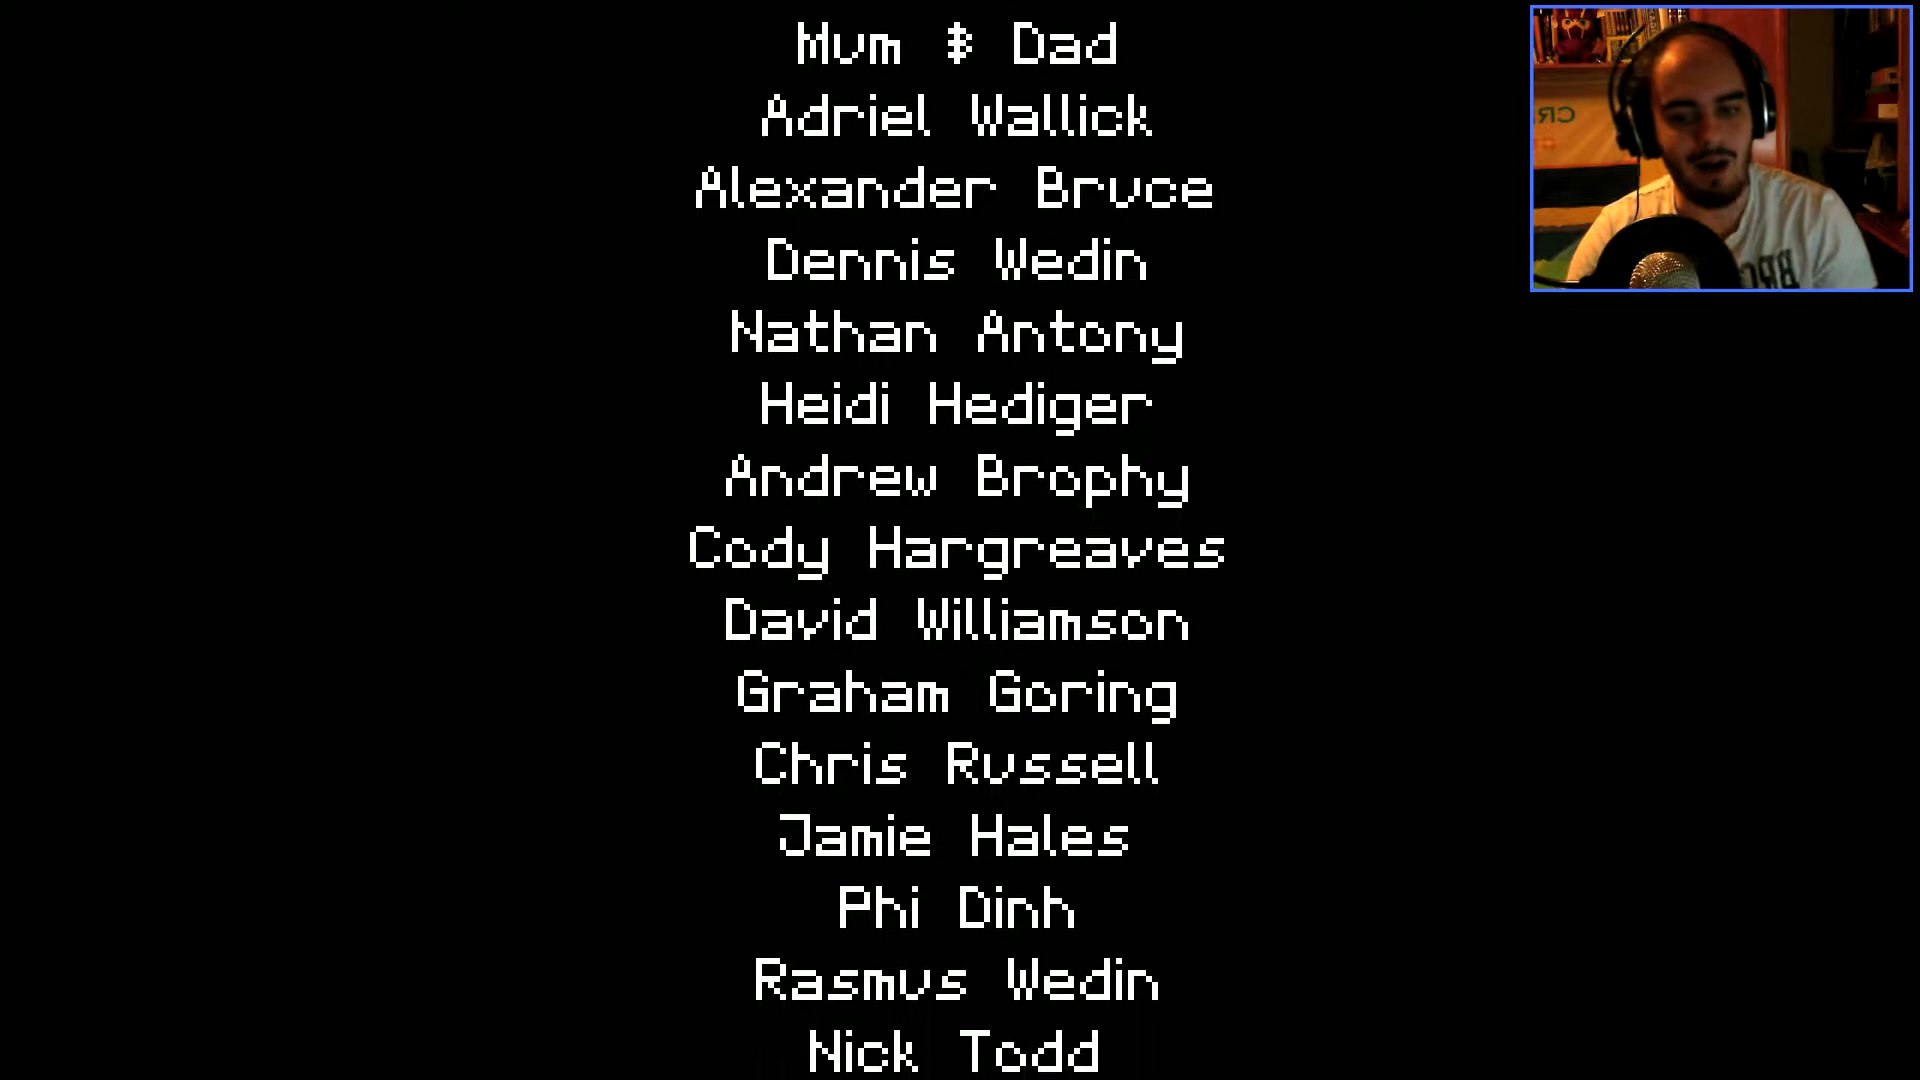 Mum & Dad
Adriel Wallick
Alexander Bruce
Dennis Wedin
Nathan Antony
Heidi Hediger
Andrew Brophy
Cody Hargreaves
David Williamson
Graham Goring
Chris Russell
Jamie Hales
Phi Dinh
Rasmus Wedin
Nick Todd